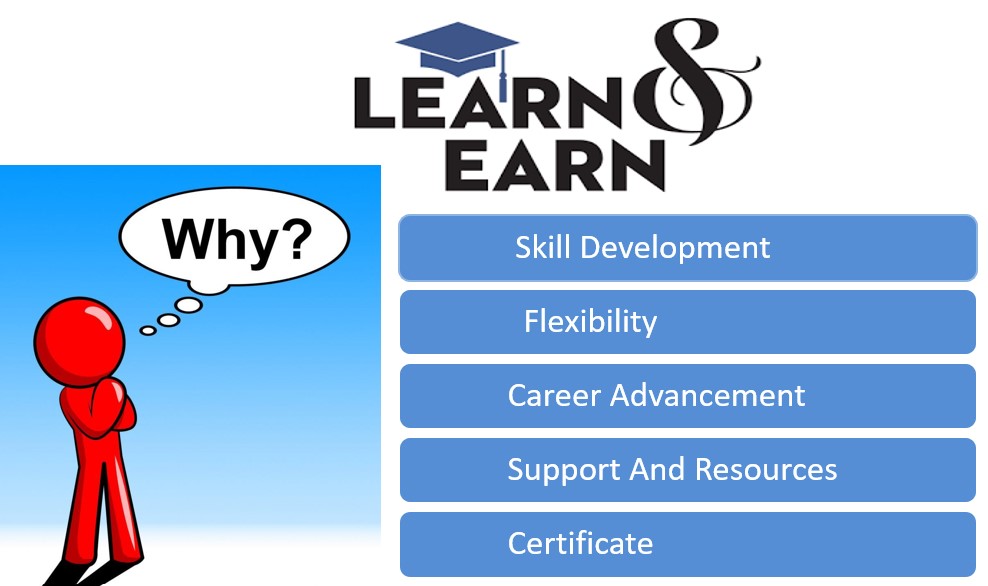 LEARN &
EARN
Why?
Skill Development
Flexibility
Career Advancement
Support And Resources
Certificate